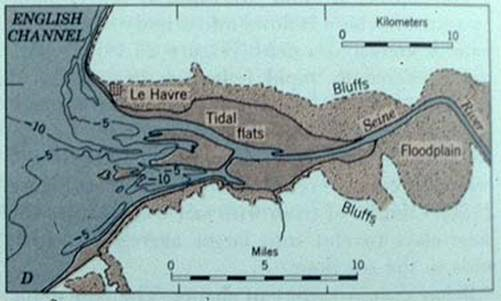 ENGLISH
CHANNEL
Kilometers
0 10
Bluffs
Le Havre
Seine
River
Tidal
flats
-10
-5
-5
Floodplain
-5
-10
Bluffs
-5
Miles
0 5 10
D